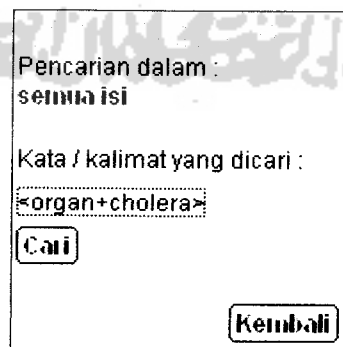 Pencarian dalam :
semua isi
Kata / kalimat yang dicari :
<organ+cholera>
Cari
Kembali